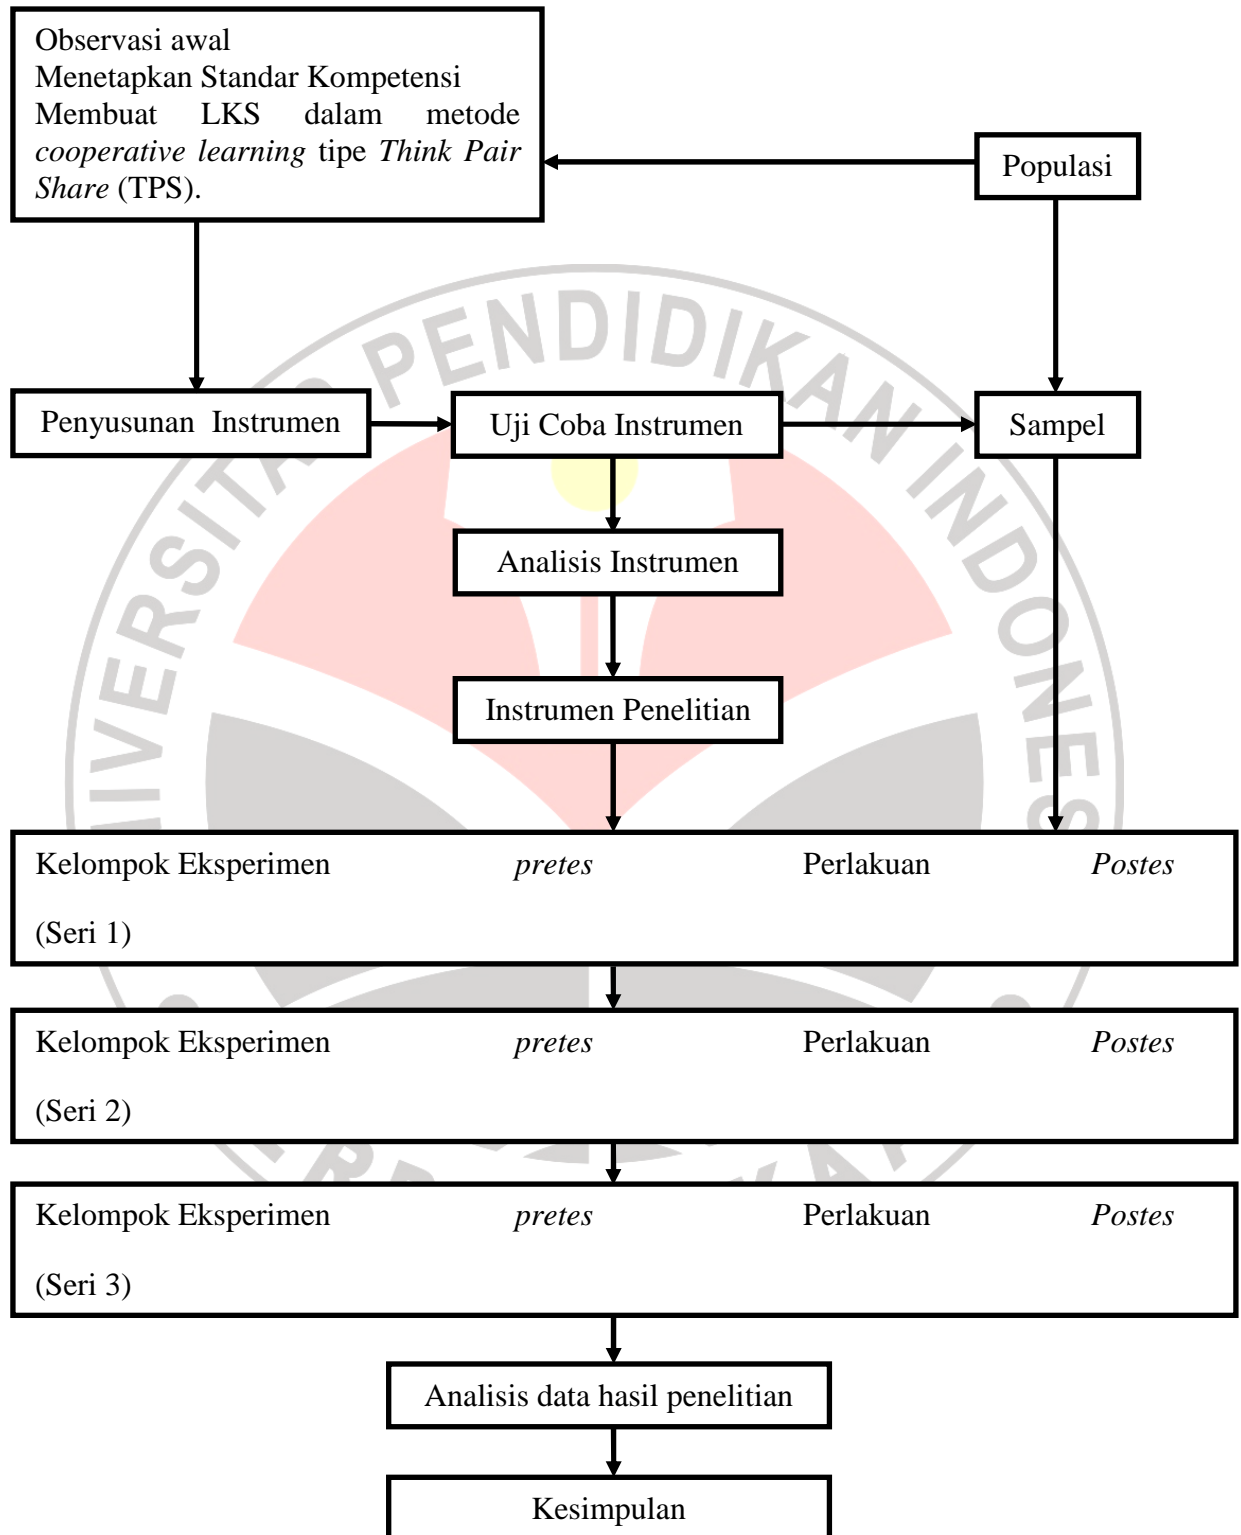 Observasi awal
Menetapkan Standar Kompetensi
Membuat LKS dalam metode
cooperative learning tipe Think Pair
Share (TPS).
Populasi
Penyusunan Instrumen
Uji Coba Instrumen
Sampel
Analisis Instrumen
Instrumen Penelitian
Kelompok Eksperimen pretes Perlakuan Postes
(Seri 1)
Kelompok Eksperimen pretes Perlakuan Postes
(Seri 2)
Kelompok Eksperimen pretes Perlakuan Postes
(Seri 3)
Analisis data hasil penelitian
Kesimpulan
PENDIDIKAN